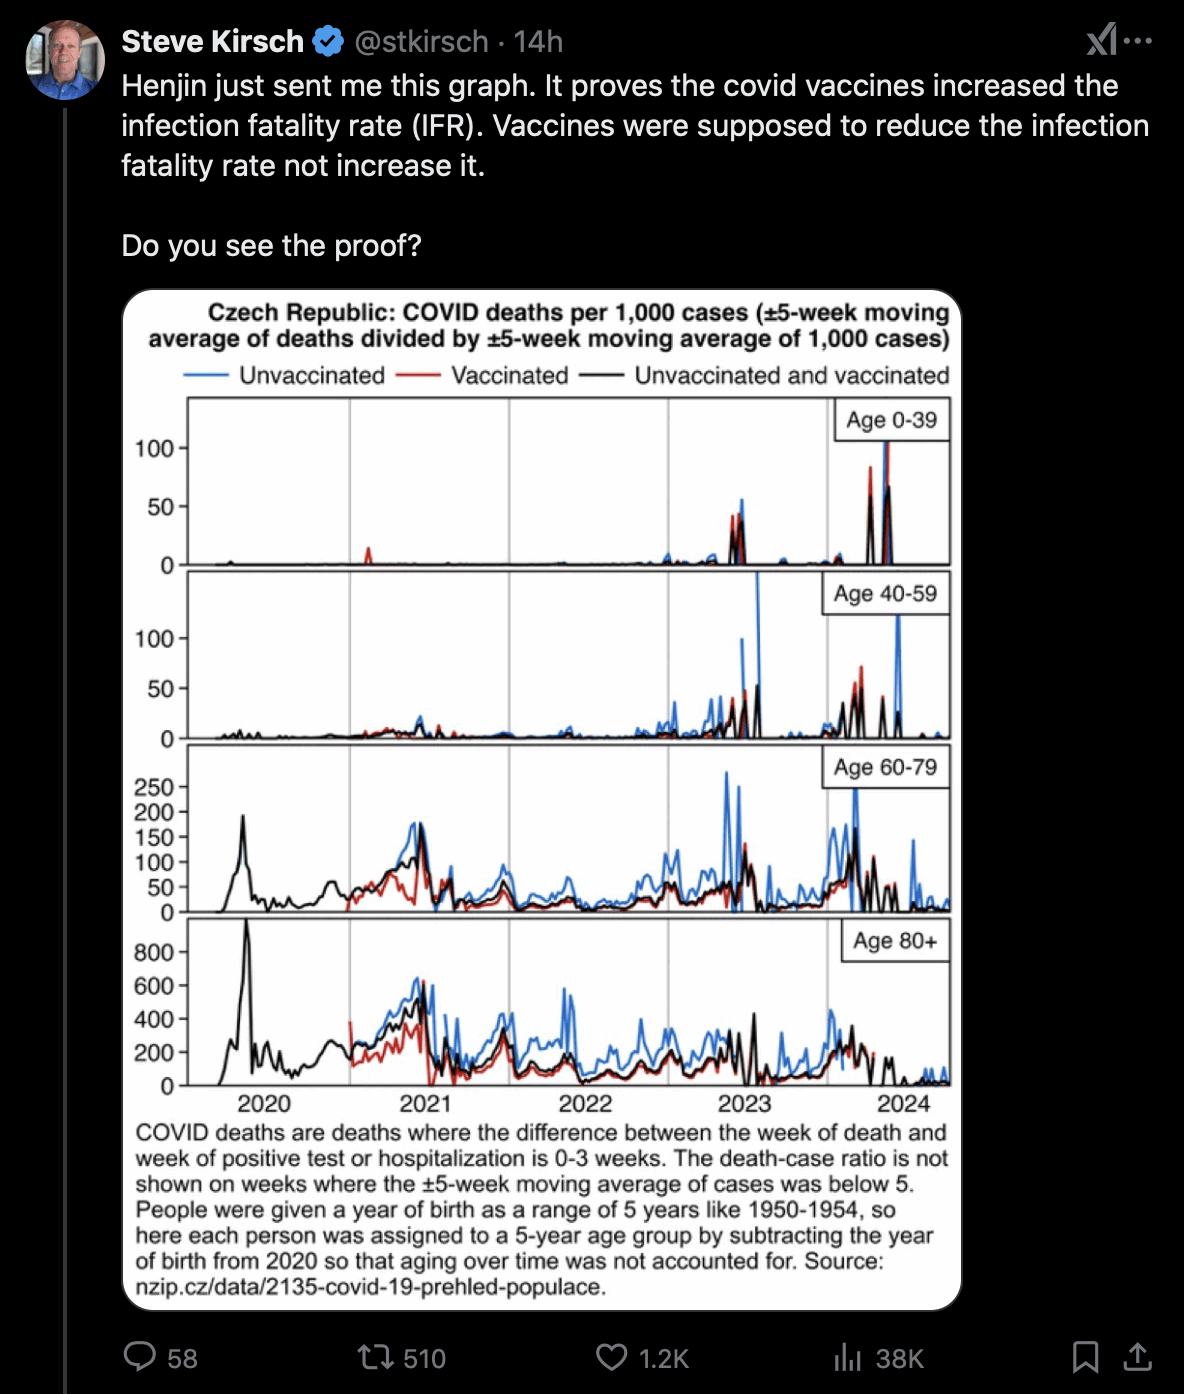 Steve Kirsch @stkirsch · 14h
Henjin just sent me this graph. It proves the covid vaccines increased the
infection fatality rate (IFR). Vaccines were supposed to reduce the infection
fatality rate not increase it.
Do you see the proof?
Czech Republic: COVID deaths per 1,000 cases (±5-week moving
average of deaths divided by ±5-week moving average of 1,000 cases)
Unvaccinated Vaccinated Unvaccinated and vaccinated
Age 0-39
100
50
0
Age 40-59
100
50
0
Age 60-79
250
200
150
100
50
0
Age 80+
800
600
400
200
0
2020 2021 2022 2023 2024
COVID deaths are deaths where the difference between the week of death and
week of positive test or hospitalization is 0-3 weeks. The death-case ratio is not
shown on weeks where the ±5-week moving average of cases was below 5.
People were given a year of birth as a range of 5 years like 1950-1954, so
here each person was assigned to a 5-year age group by subtracting the year
of birth from 2020 so that aging over time was not accounted for. Source:
nzip.cz/data/2135-covid-19-prehled-populace.
58 510 1.2K 38K